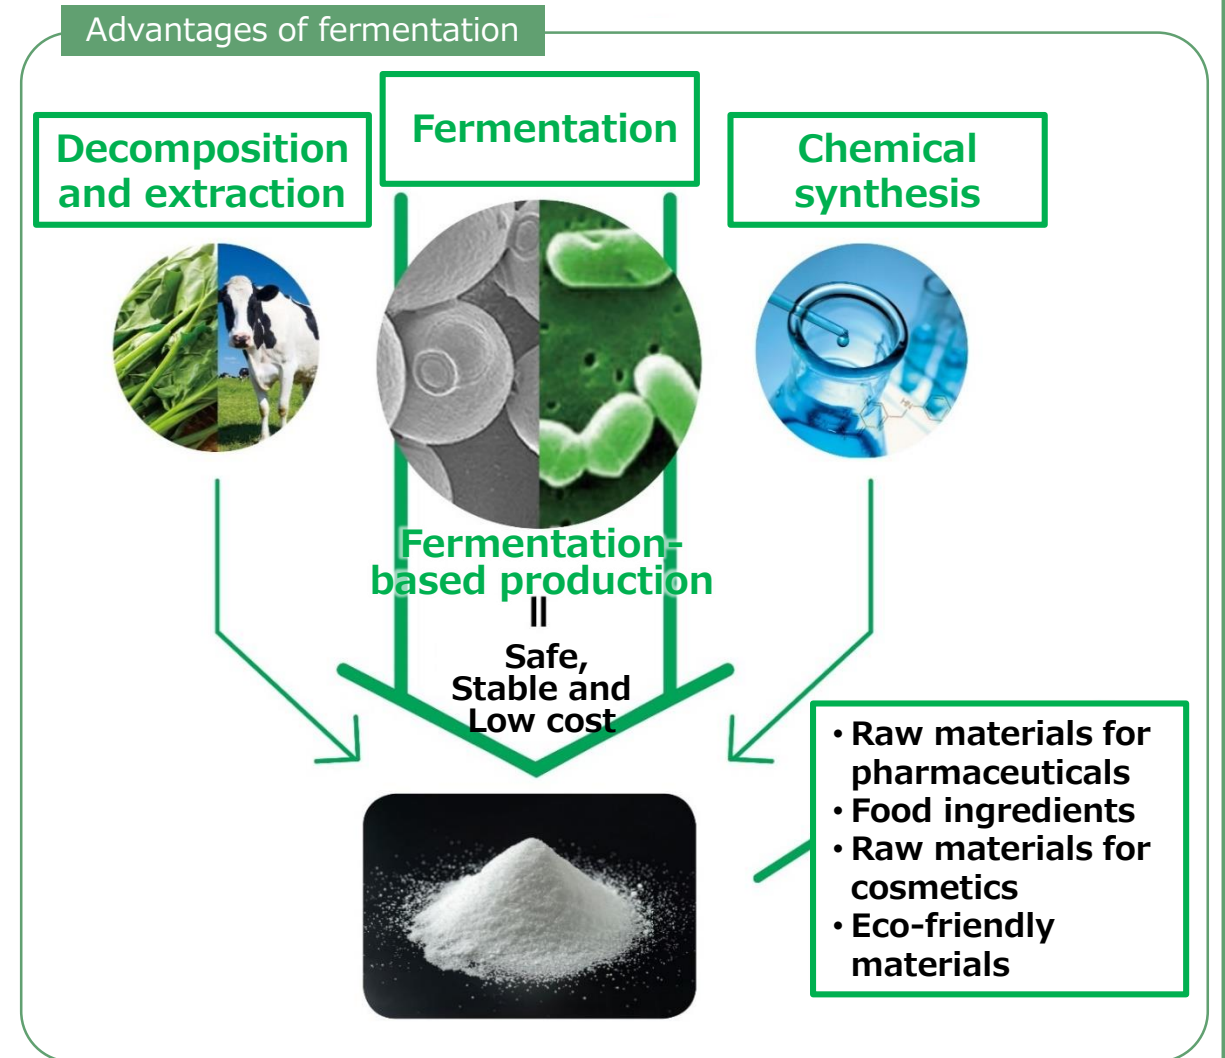 Advantages of fermentation
Decomposition
and extraction
Fermentation
Chemical
synthesis
HN
Fermentation-
based production
=
Safe,
Stable and
Low cost
• Raw materials for
pharmaceuticals
• Food ingredients
• Raw materials for
cosmetics
• Eco-friendly
materials